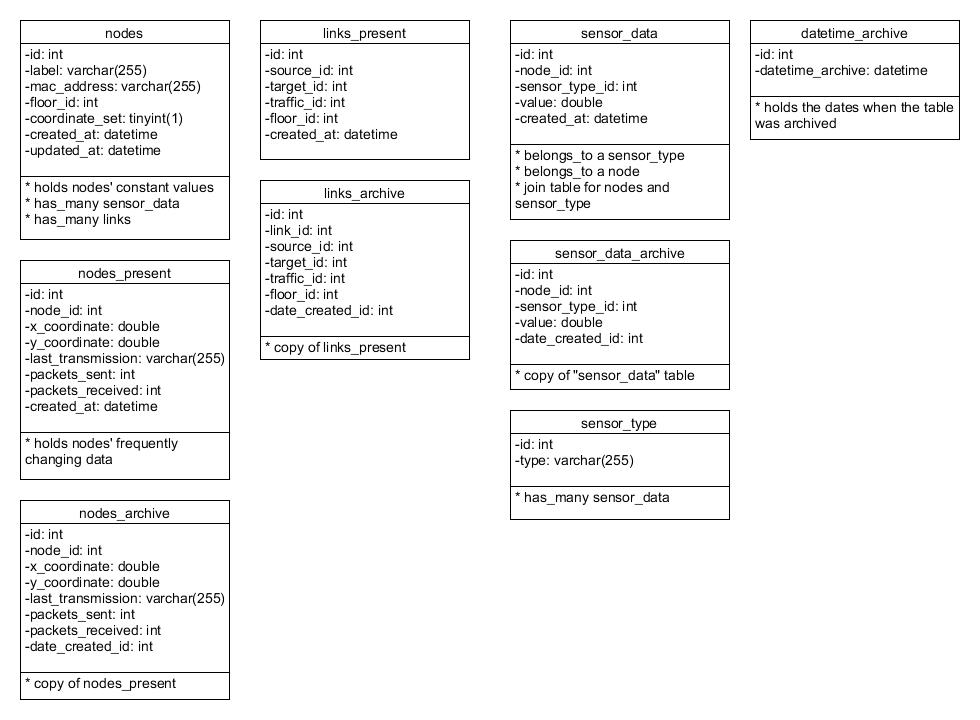 nodes
-id: int
-label: varchar(255)
-mac_address: varchar(255)
-floor_id: int
-coordinate_set: tinyint(1)
-created_at: datetime
-updated_at: datetime
* holds nodes' constant values
* has_many sensor_data
* has_many links
nodes_present
-id: int
-node_id: int
-x_coordinate: double
-y_coordinate: double
-last_transmission: varchar(255)
-packets_sent: int
-packets_received: int
-created_at: datetime
* holds nodes' frequently
changing data
nodes_archive
-id: int
-node_id: int
-x_coordinate: double
-y_coordinate: double
-last_transmission: varchar(255)
-packets_sent: int
-packets_received: int
-date_created_id: int
* copy of nodes_present
links_present
-id: int
-source_id: int
-target_id: int
-traffic_id: int
-floor_id: int
-created_at: datetime
links_archive
-id: int
-link_id: int
-source_id: int
-target_id: int
-traffic_id: int
-floor_id: int
-date_created_id: int
* copy of links_present
sensor_data
-id: int
-node_id: int
-sensor_type_id: int
-value: double
-created_at: datetime
* belongs_to a sensor_type
* belongs_to a node
* join table for nodes and
sensor_type
sensor_data_archive
-id: int
-node_id: int
-sensor_type_id: int
-value: double
-date_created_id: int
* copy of "sensor_data" table
sensor_type
-id: int
-type: varchar(255)
* has_many sensor_data
datetime_archive
-id: int
-datetime_archive: datetime
* holds the dates when the table
was archived